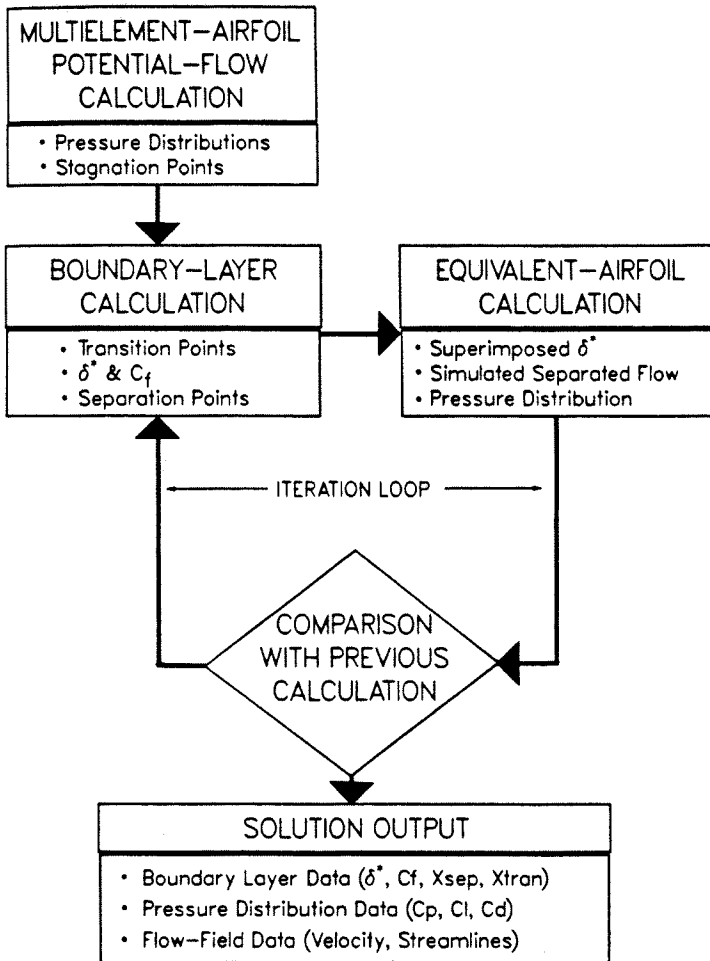 MULTIELEMENT–AIRFOIL
POTENTIAL–FLOW
CALCULATION
• Pressure Distributions
• Stagnation Points
BOUNDARY–LAYER
CALCULATION
• Transition Points
• δ* & Cf
• Separation Points
EQUIVALENT–AIRFOIL
CALCULATION
• Superimposed δ*
• Simulated Separated Flow
• Pressure Distribution
ITERATION LOOP
COMPARISON
WITH PREVIOUS
CALCULATION
SOLUTION OUTPUT
• Boundary Layer Data (δ*, Cf, Xsep, Xtran)
• Pressure Distribution Data (Cp, Cl, Cd)
• Flow–Field Data (Velocity, Streamlines)